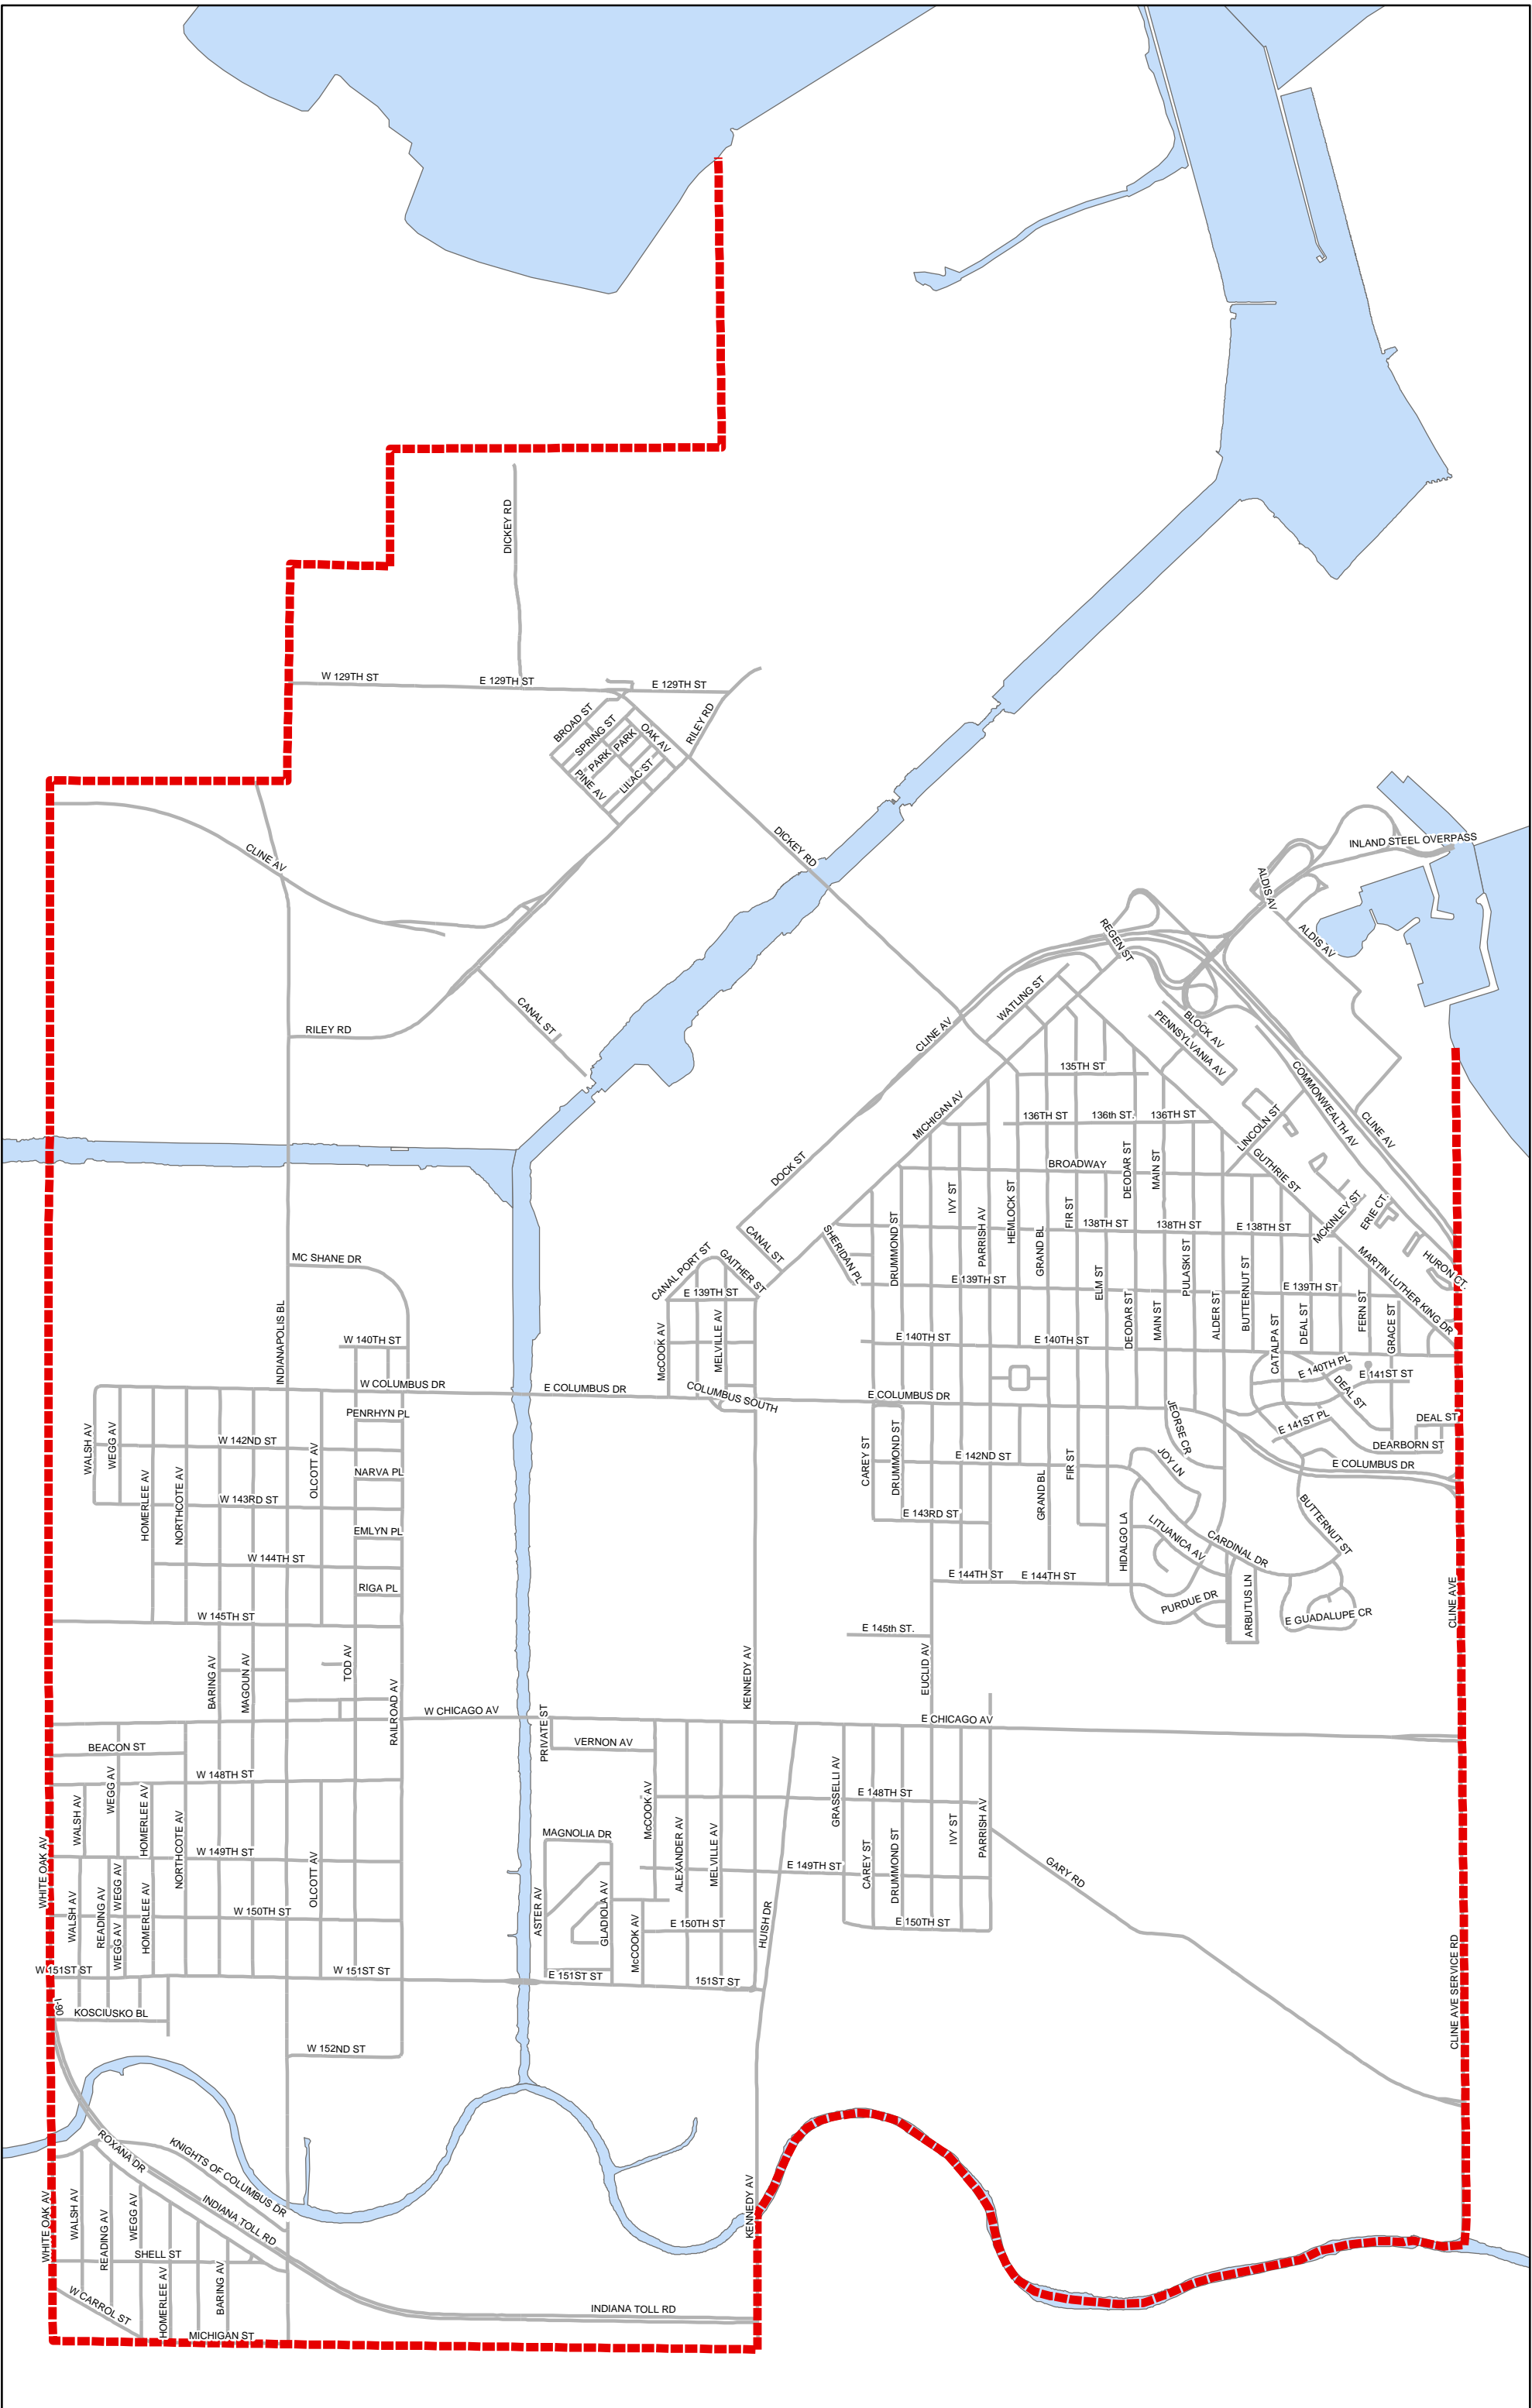 DICKEY RD
W 129TH ST
E 129TH ST
E 129TH ST
BROAD ST
SPRING ST
PARK
PARK
OAK AV
RILEY RD
PINE AV
LILAC ST
DICKEY RD
CLINE AV
INLAND STEEL OVERPASS
ALDIS AV
ALDIS AV
REGEN ST
WATLING ST
CLINE AV
BLOCK AV
PENNSYLVANIA AV
CANAL ST
RILEY RD
135TH ST
COMMONWEALTH AV
CLINE AV
MICHIGAN AV
136TH ST
136th ST.
136TH ST
LINCOLN ST
GUTHRIE ST
DOCK ST
BROADWAY
DEODAR ST
MAIN ST
IVY ST
PARRISH AV
HEMLOCK ST
GRAND BL
FIR ST
138TH ST
138TH ST
E 138TH ST
MCKINLEY ST
ERIE CT.
HURON CT.
MARTIN LUTHER KING DR
SHERIDAN PL
DRUMMOND ST
CANAL ST
CANAL PORT ST
GAITHER ST
MC SHANE DR
E 139TH ST
E 139TH ST
E 139TH ST
ELM ST
PULASKI ST
DEODAR ST
MAIN ST
ALDER ST
BUTTERNUT ST
CATALPA ST
DEAL ST
FERN ST
GRACE ST
INDIANAPOLIS BL
W 140TH ST
McCOOK AV
MELVILLE AV
E 140TH ST
E 140TH ST
E 140TH PL
E 141ST ST
DEAL ST
W COLUMBUS DR
E COLUMBUS DR
COLUMBUS SOUTH
E COLUMBUS DR
PENRHYN PL
JEORSE CR
E 141ST PL
DEAL ST
DEARBORN ST
E COLUMBUS DR
WALSH AV
WEGG AV
W 142ND ST
OLCOTT AV
NARVA PL
CAREY ST
DRUMMOND ST
E 142ND ST
FIR ST
GRAND BL
JOY LN
HOMERLEE AV
NORTHCOTE AV
W 143RD ST
EMLYN PL
E 143RD ST
HIDALGO LA
LITUANICA AV
CARDINAL DR
BUTTERNUT ST
W 144TH ST
RIGA PL
E 144TH ST
E 144TH ST
PURDUE DR
ARBUTUS LN
E GUADALUPE CR
CLINE AVE
W 145TH ST
E 145th ST.
BARING AV
MAGOUN AV
TOD AV
RAILROAD AV
KENNEDY AV
EUCLID AV
W CHICAGO AV
E CHICAGO AV
PRIVATE ST
VERNON AV
BEACON ST
W 148TH ST
WEGG AV
WALSH AV
HOMERLEE AV
NORTHCOTE AV
McCOOK AV
ALEXANDER AV
MELVILLE AV
GRASSELLI AV
E 148TH ST
CAREY ST
DRUMMOND ST
IVY ST
PARRISH AV
MAGNOLIA DR
W 149TH ST
E 149TH ST
GARY RD
WHITE OAK AV
OLCOTT AV
WALSH AV
READING AV
WEGG AV
WEGG AV
HOMERLEE AV
W 150TH ST
ASTER AV
GLADIOLA AV
McCOOK AV
E 150TH ST
E 150TH ST
HUISH DR
W 151ST ST
W 151ST ST
E 151ST ST
151ST ST
I-90
KOSCIUSKO BL
W 152ND ST
CLINE AVE SERVICE RD
ROXANA DR
KNIGHTS OF COLUMBUS DR
INDIANA TOLL RD
WHITE OAK AV
WALSH AV
READING AV
WEGG AV
SHELL ST
HOMERLEE AV
BARING AV
W CARROL ST
MICHIGAN ST
INDIANA TOLL RD
KENNEDY AV